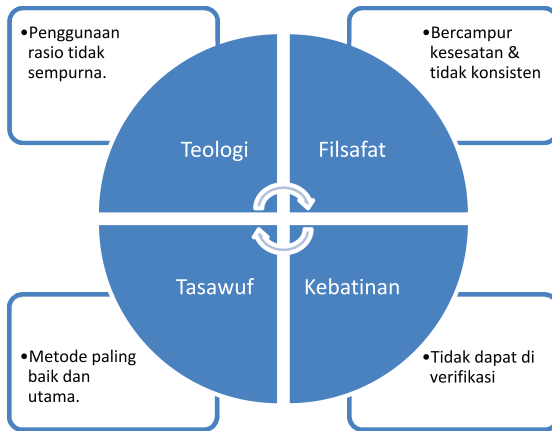 •Penggunaan
rasio tidak
sempurna.
•Bercampur
kesesatan &
tidak konsisten
Teologi
Filsafat
Tasawuf
Kebatinan
•Metode paling
baik dan
utama.
•Tidak dapat di
verifikasi